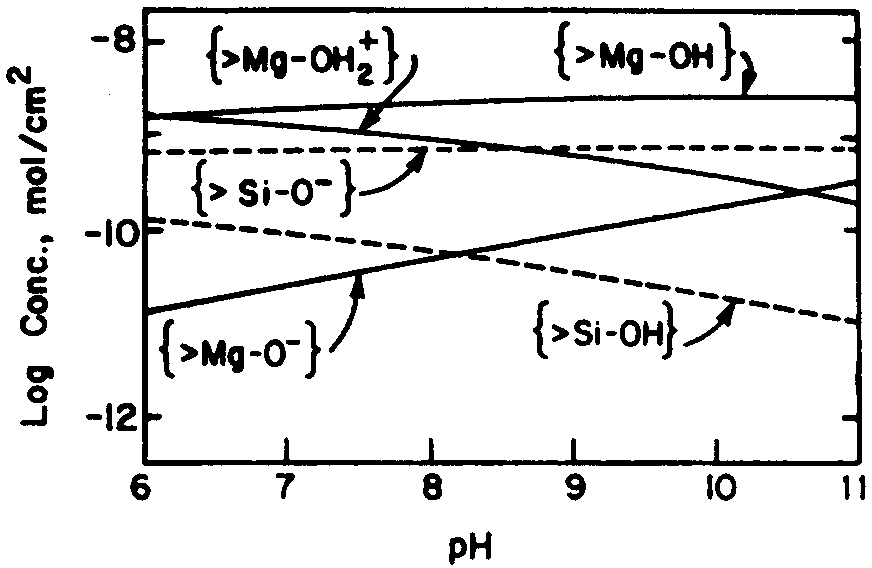 -8
{>Mg-OH₂⁺}
{>Mg-OH}
{>Si-O⁻}
-10
{>Mg-O⁻}
{>Si-OH}
-12
Log Conc., mol/cm²
6 7 8 9 10 11
pH